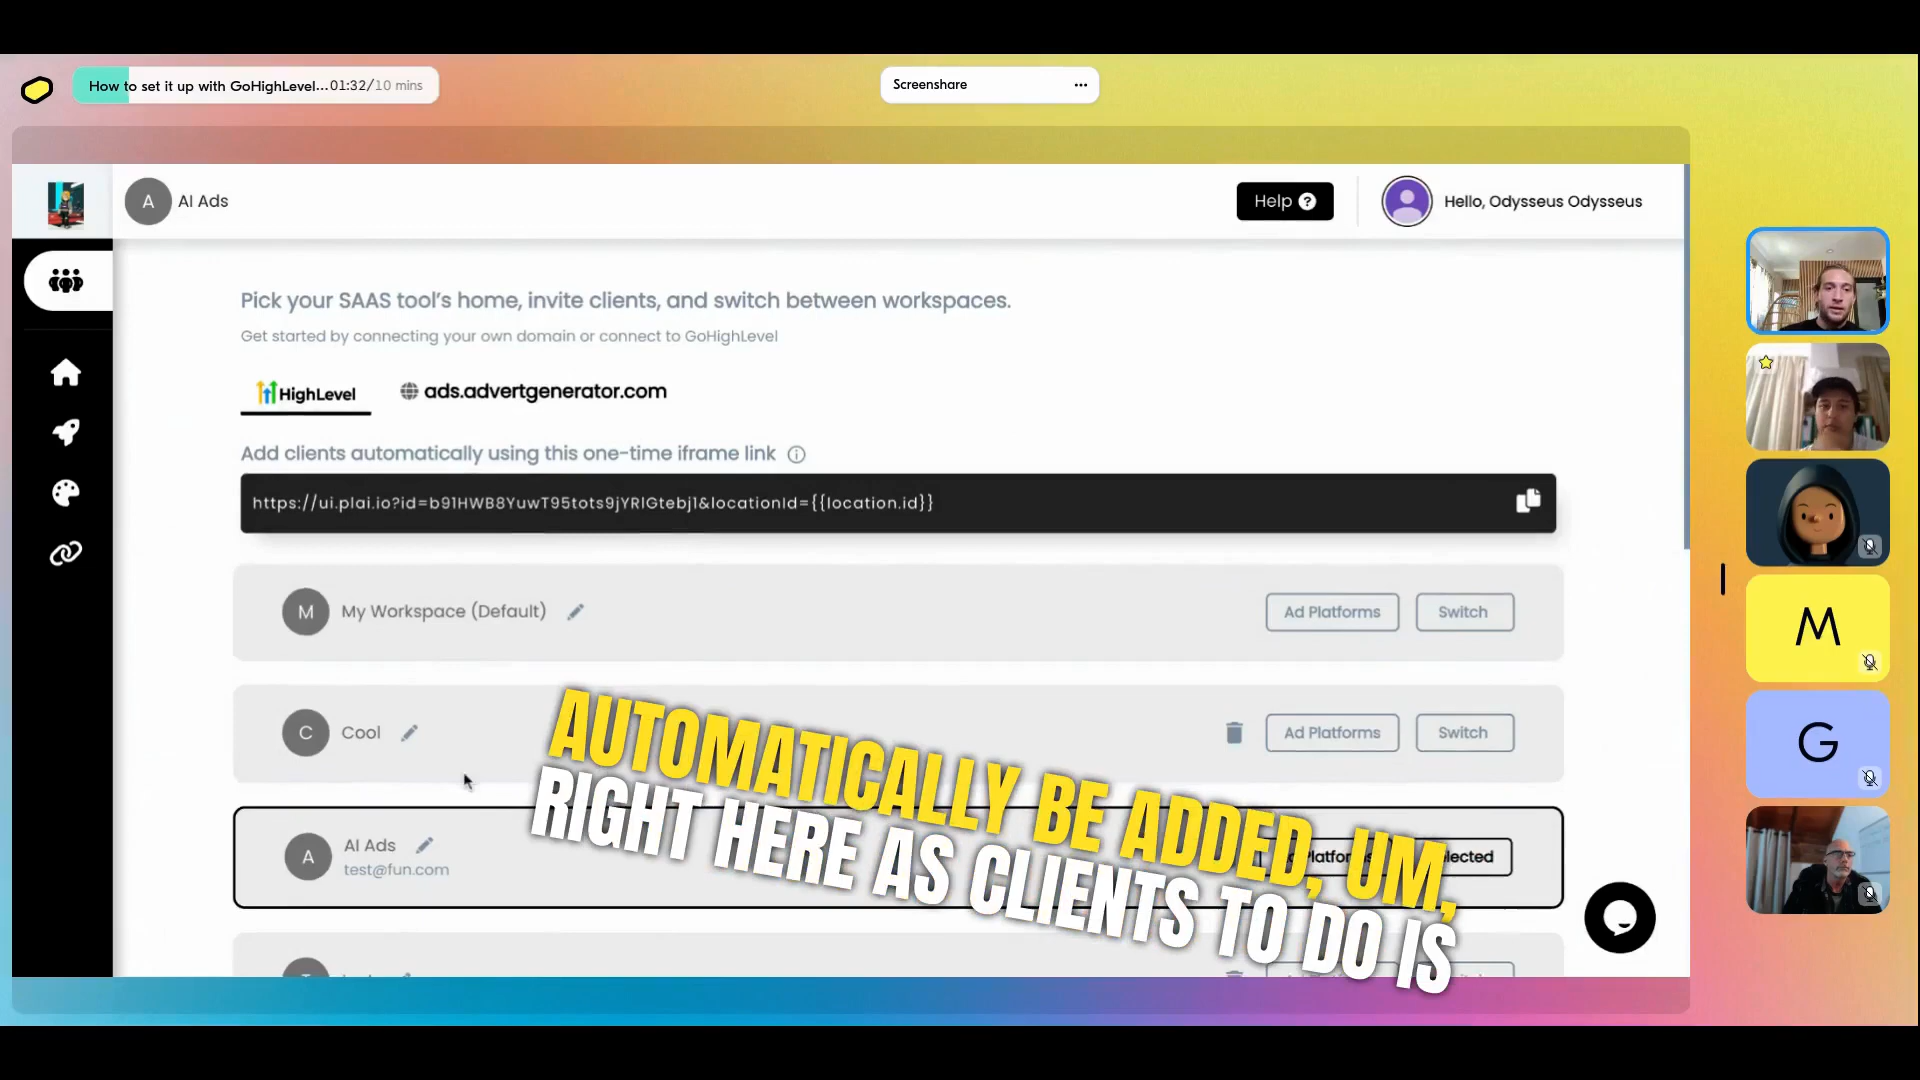 How to set it up with GoHighLevel... 01:32/10 mins
Screenshare
A AI Ads
Help ?
Hello, Odysseus Odysseus
Pick your SAAS tool's home, invite clients, and switch between workspaces.
Get started by connecting your own domain or connect to GoHighLevel
HighLevel
ads.advertgenerator.com
Add clients automatically using this one-time iframe link
https://ui.plai.io?id=b91HWB8YuwT95tots9jYRlGtebj1&locationId={{location.id}}
M My Workspace (Default)
Ad Platforms
Switch
C Cool
Ad Platforms
Switch
A AI Ads
test@fun.com
AUTOMATICALLY BE ADDED, UM,
RIGHT HERE AS CLIENTS TO DO IS
M
G